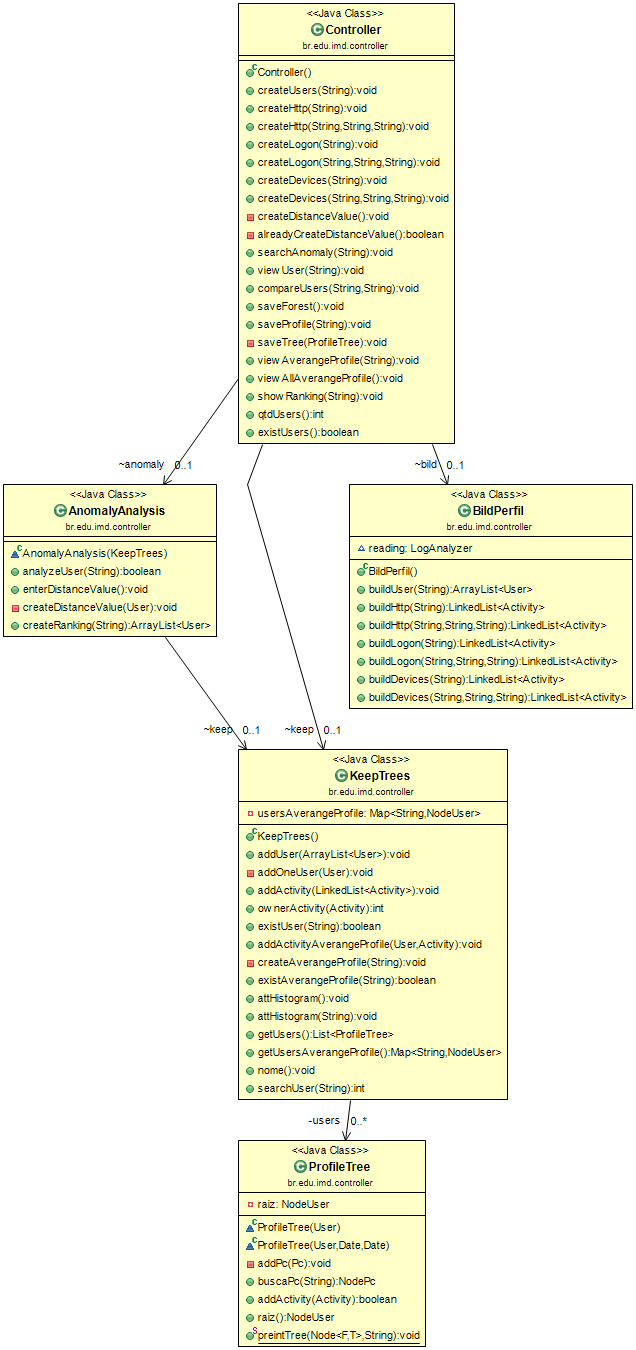 <<Java Class>>
Controller
br.edu.imd.controller
Controller()
createUsers(String):void
createHttp(String):void
createHttp(String,String,String):void
createLogon(String):void
createLogon(String,String,String):void
createDevices(String):void
createDevices(String,String,String):void
createDistanceValue():void
alreadyCreateDistanceValue():boolean
searchAnomaly(String):void
viewUser(String):void
compareUsers(String,String):void
saveForest():void
saveProfile(String):void
saveTree(ProfileTree):void
viewAverangeProfile(String):void
viewAllAverangeProfile():void
showRanking(String):void
qtdUsers():int
existUsers():boolean
~anomaly 0..1
~bild 0..1
<<Java Class>>
AnomalyAnalysis
br.edu.imd.controller
AnomalyAnalysis(KeepTrees)
analyzeUser(String):boolean
enterDistanceValue():void
createDistanceValue(User):void
createRanking(String):ArrayList<User>
<<Java Class>>
BildPerfil
br.edu.imd.controller
reading: LogAnalyzer
BildPerfil()
buildUser(String):ArrayList<User>
buildHttp(String):LinkedList<Activity>
buildHttp(String,String,String):LinkedList<Activity>
buildLogon(String):LinkedList<Activity>
buildLogon(String,String,String):LinkedList<Activity>
buildDevices(String):LinkedList<Activity>
buildDevices(String,String,String):LinkedList<Activity>
~keep 0..1
~keep 0..1
<<Java Class>>
KeepTrees
br.edu.imd.controller
usersAverangeProfile: Map<String,NodeUser>
KeepTrees()
addUser(ArrayList<User>):void
addOneUser(User):void
addActivity(LinkedList<Activity>):void
ownerActivity(Activity):int
existUser(String):boolean
addActivityAverangeProfile(User,Activity):void
createAverangeProfile(String):void
existAverangeProfile(String):boolean
attHistogram():void
attHistogram(String):void
getUsers():List<ProfileTree>
getUsersAverangeProfile():Map<String,NodeUser>
nome():void
searchUser(String):int
-users 0..*
<<Java Class>>
ProfileTree
br.edu.imd.controller
raiz: NodeUser
ProfileTree(User)
ProfileTree(User,Date,Date)
addPc(Pc):void
buscaPc(String):NodePc
addActivity(Activity):boolean
raiz():NodeUser
preintTree(Node<F,T>,String):void